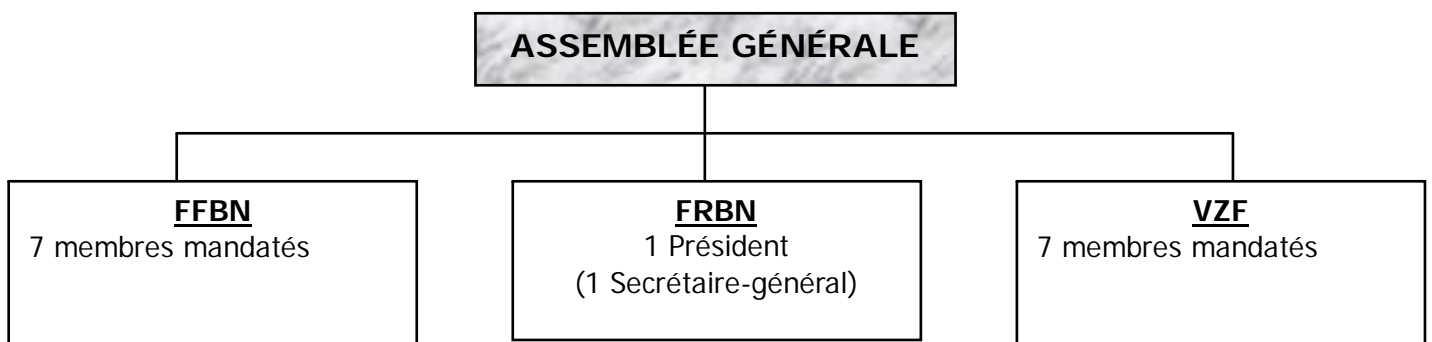 ASSEMBLÉE GÉNÉRALE
FFBN
7 membres mandatés
FRBN
1 Président
(1 Secrétaire-général)
VZF
7 membres mandatés